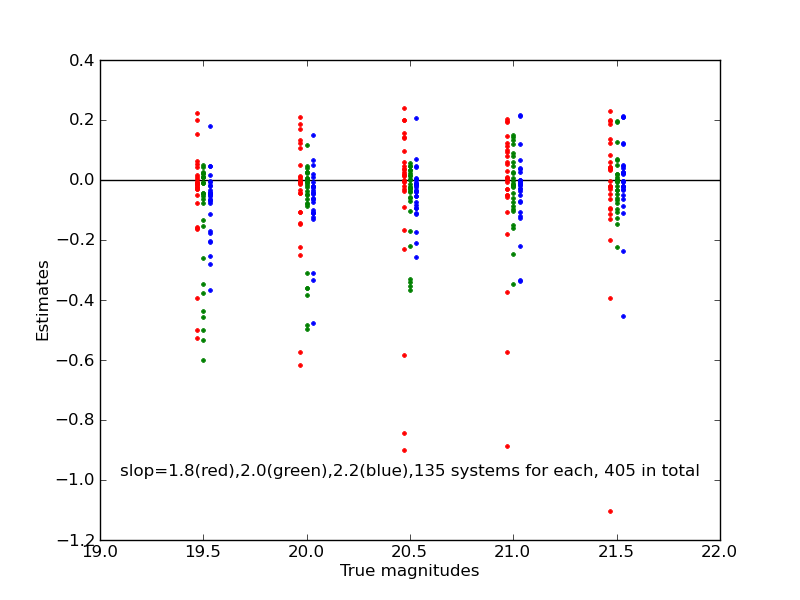 0.4
0.2
0.0
−0.2
−0.4
−0.6
−0.8
−1.0
−1.2
Estimates
slop=1.8(red),2.0(green),2.2(blue),135 systems for each, 405 in total
19.0 19.5 20.0 20.5 21.0 21.5 22.0
True magnitudes